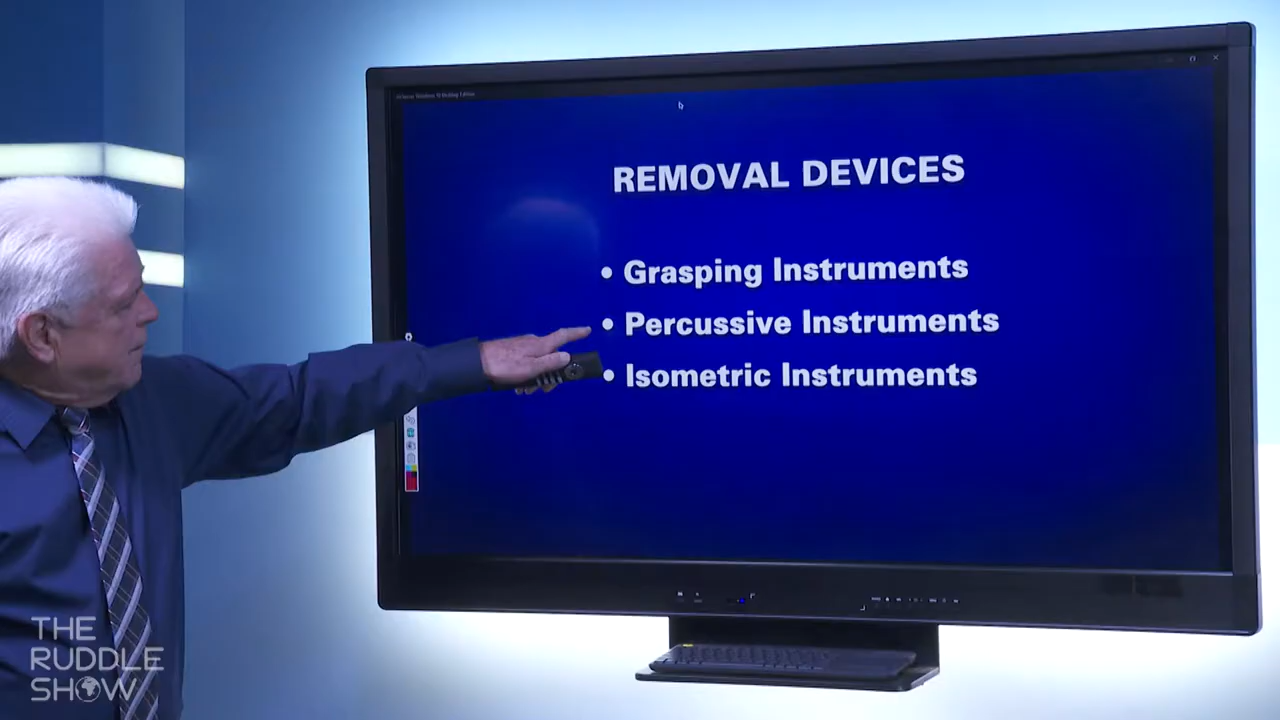 REMOVAL DEVICES
• Grasping Instruments
• Percussive Instruments
• Isometric Instruments
THE
RUDDLE
SHOW